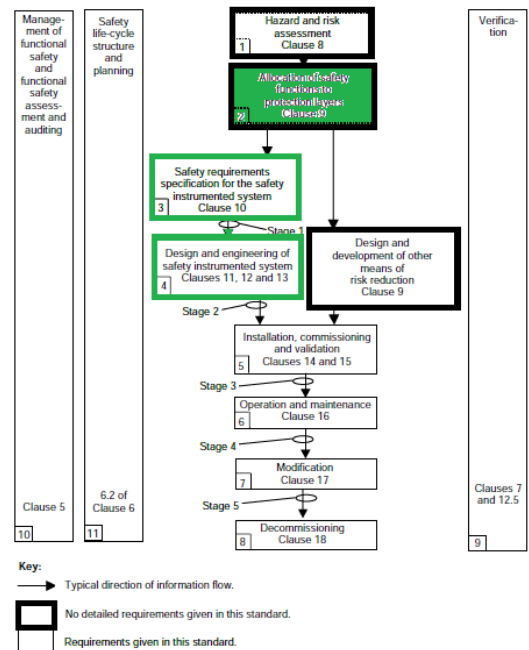 Manage-
ment of
functional
safety
and
functional
safety
assess-
ment and
auditing
Clause 5
10
Safety
life-cycle
structure
and
planning
6.2 of
Clause 6
11
Hazard and risk
assessment
Clause 8
1
Allocation of safety
functions to
protection layers
Clause 9
2
Safety requirements
specification for the safety
instrumented system
Clause 10
3
Stage 1
Design and engineering of
safety instrumented system
Clauses 11, 12 and 13
4
Design and
development of other
means of
risk reduction
Clause 9
Stage 2
Installation, commissioning
and validation
Clauses 14 and 15
5
Stage 3
Operation and maintenance
Clause 16
6
Stage 4
Modification
Clause 17
7
Stage 5
Decommissioning
Clause 18
8
Verifica-
tion
Clauses 7
and 12.5
9
Key:
Typical direction of information flow.
No detailed requirements given in this standard.
Requirements given in this standard.